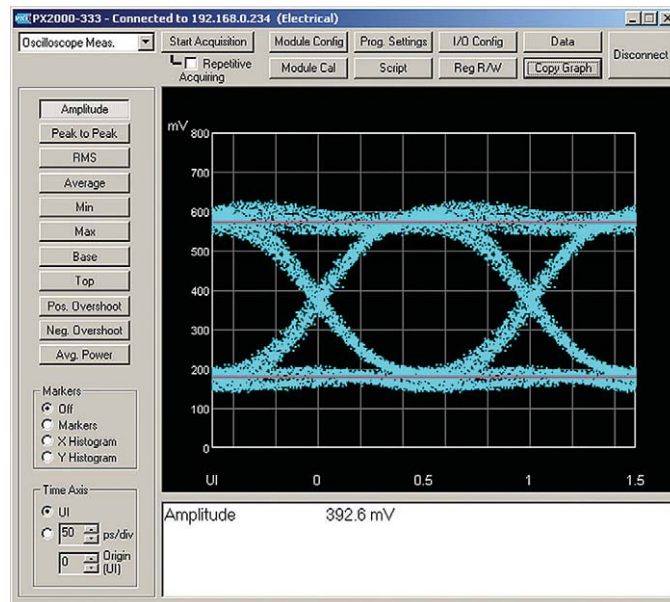 PX2000-333 - Connected to 192.168.0.234 (Electrical)
Oscilloscope Meas.
Start Acquisition
Module Config
Prog. Settings
I/O Config
Data
Disconnect
Repetitive
Acquiring
Module Cal
Script
Reg R/W
Copy Graph
Amplitude
Peak to Peak
RMS
Average
Min
Max
Base
Top
Pos. Overshoot
Neg. Overshoot
Avg. Power
Markers
Off
Markers
X Histogram
Y Histogram
Time Axis
UI
50 ps/div
0 Origin
(UI)
mV
800
700
600
500
400
300
200
100
0
UI 0 0.5 1 1.5
Amplitude 392.6 mV